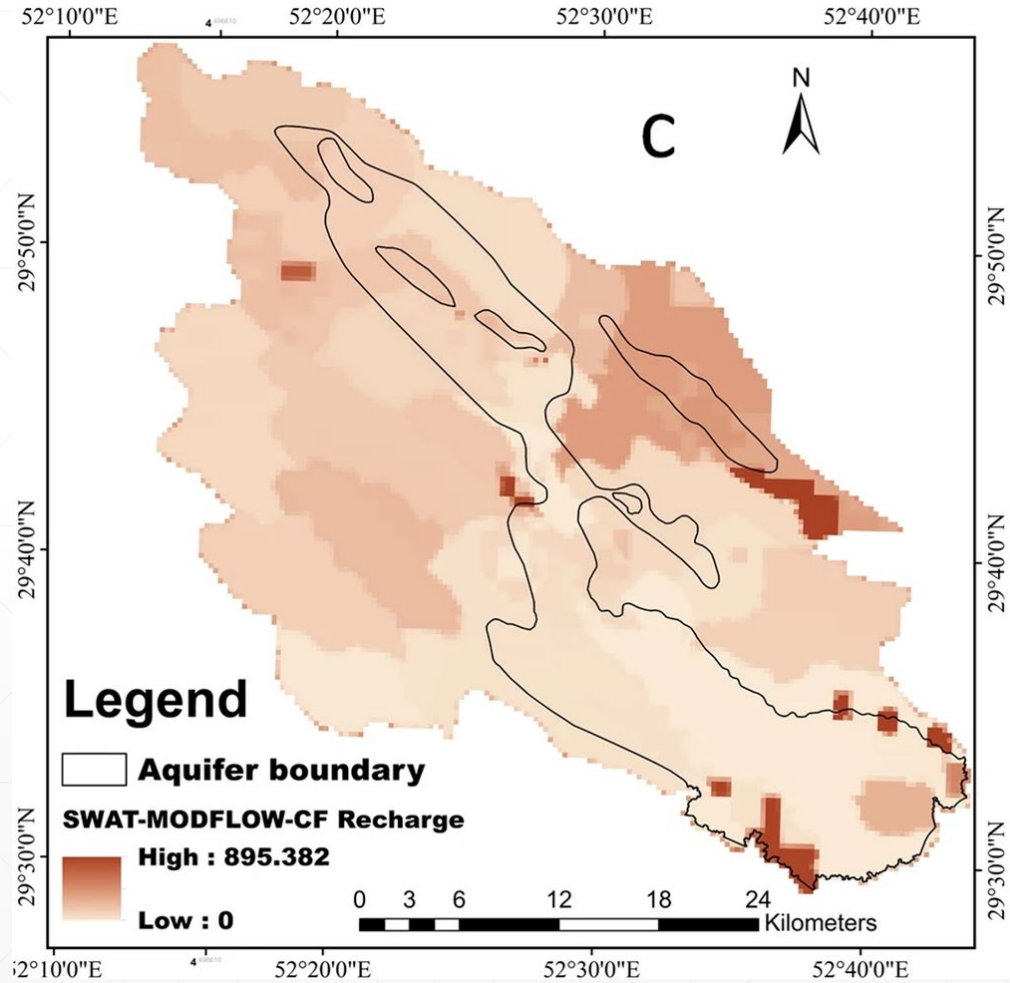 52°10'0"E 52°20'0"E 52°30'0"E 52°40'0"E
N
C
29°50'0"N
29°50'0"N
29°40'0"N
29°40'0"N
Legend
Aquifer boundary
SWAT-MODFLOW-CF Recharge
High : 895.382
Low : 0
29°30'0"N
29°30'0"N
0 3 6 12 18 24
Kilometers
52°10'0"E 52°20'0"E 52°30'0"E 52°40'0"E